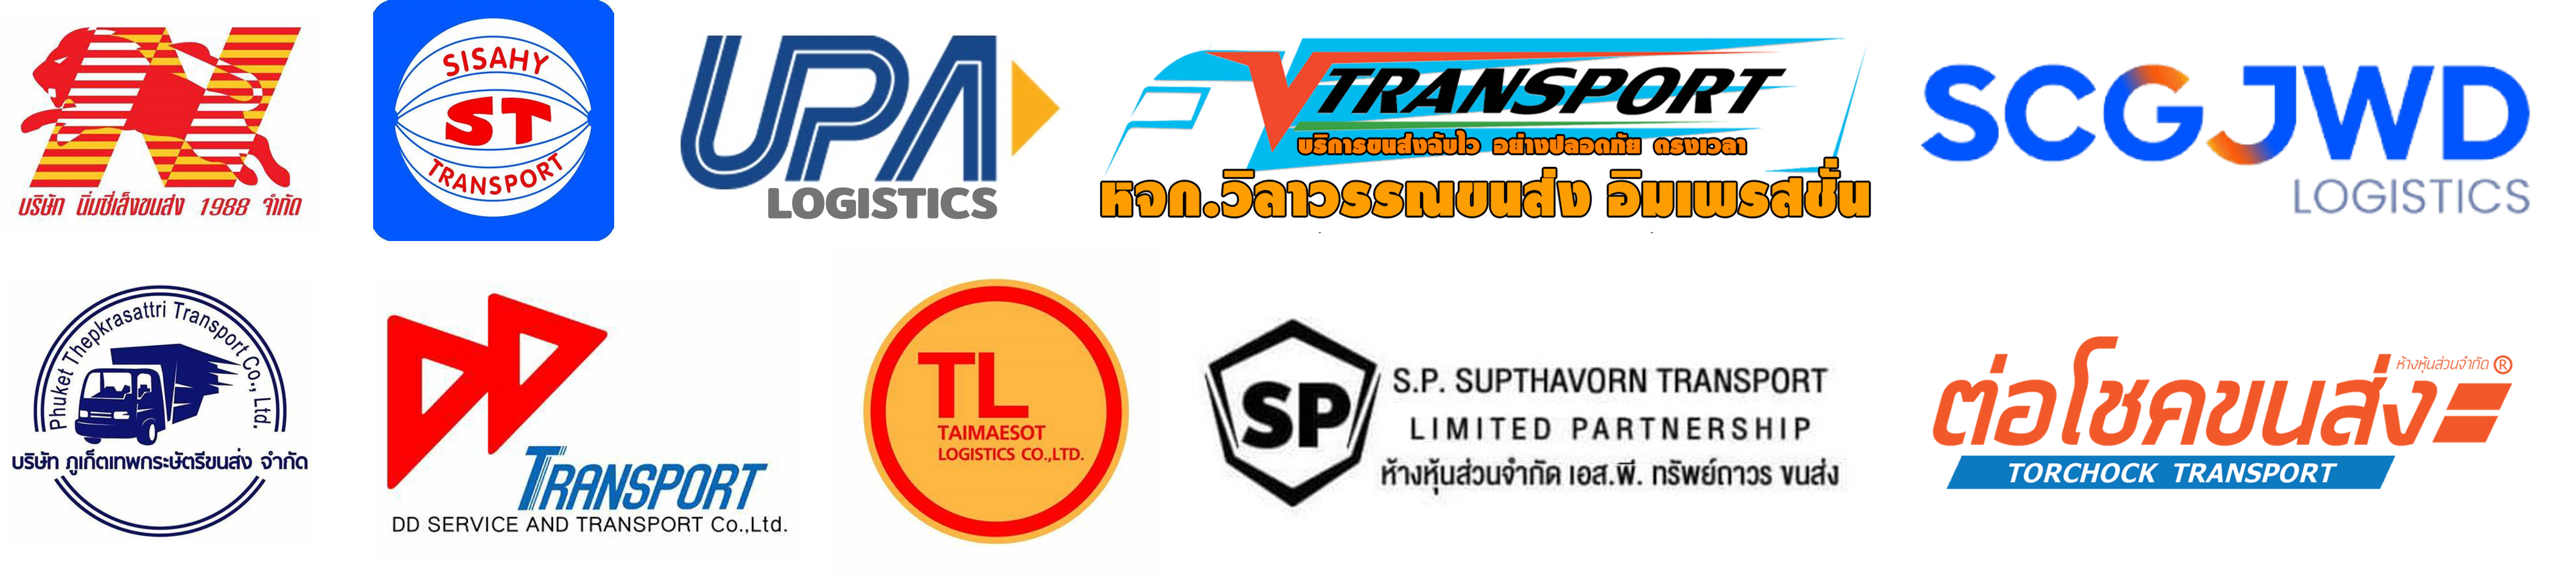 บริษัท นิ่มซี่เส็งขนส่ง 1988 จำกัด
SISAHY
ST
TRANSPORT
UPA
LOGISTICS
V TRANSPORT
บริการขนส่งฉับไว อย่างปลอดภัย ตรงเวลา
หจก.วิลาวรรณขนส่ง อิมเพรสชั่น
SCGJWD
LOGISTICS
Phuket Thepkrasattri Transport Co., Ltd.
บริษัท ภูเก็ตเทพกระษัตรีขนส่ง จำกัด
TRANSPORT
DD SERVICE AND TRANSPORT Co.,Ltd.
TL
TAIMAESOT
LOGISTICS CO.,LTD.
SP
S.P. SUPTHAVORN TRANSPORT
LIMITED PARTNERSHIP
ห้างหุ้นส่วนจำกัด เอส.พี. ทรัพย์ถาวร ขนส่ง
ห้างหุ้นส่วนจำกัด ®
ต่อโชคขนส่ง
TORCHOCK TRANSPORT